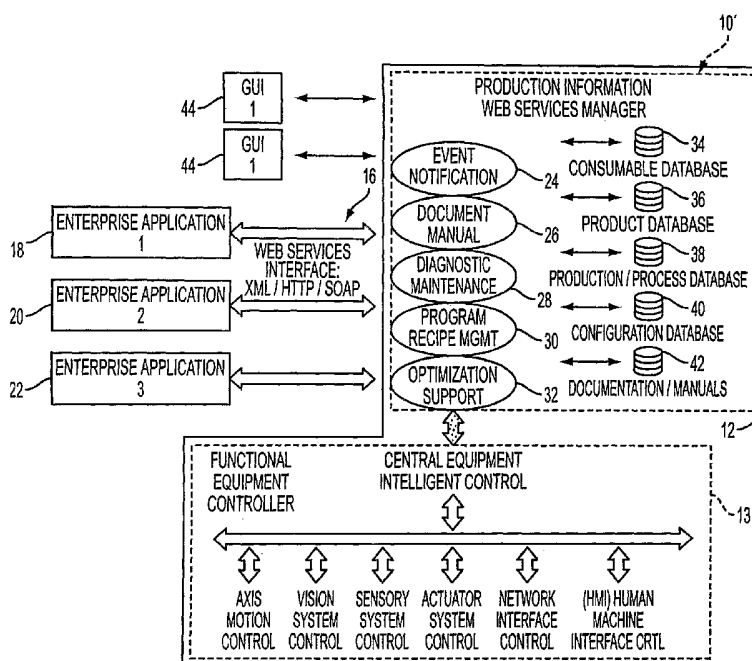 10'
GUI
1
44
GUI
1
44
PRODUCTION INFORMATION
WEB SERVICES MANAGER
16
18
ENTERPRISE APPLICATION
1
WEB SERVICES
INTERFACE:
XML / HTTP / SOAP
20
ENTERPRISE APPLICATION
2
22
ENTERPRISE APPLICATION
3
EVENT
NOTIFICATION
24
DOCUMENT
MANUAL
26
DIAGNOSTIC
MAINTENANCE
28
PROGRAM
RECIPE MGMT
30
OPTIMIZATION
SUPPORT
32
34
CONSUMABLE DATABASE
36
PRODUCT DATABASE
38
PRODUCTION / PROCESS DATABASE
40
CONFIGURATION DATABASE
42
DOCUMENTATION / MANUALS
12
FUNCTIONAL
EQUIPMENT
CONTROLLER
CENTRAL EQUIPMENT
INTELLIGENT CONTROL
13
AXIS
MOTION
CONTROL
VISION
SYSTEM
CONTROL
SENSORY
SYSTEM
CONTROL
ACTUATOR
SYSTEM
CONTROL
NETWORK
INTERFACE
CONTROL
(HMI) HUMAN
MACHINE
INTERFACE CRTL